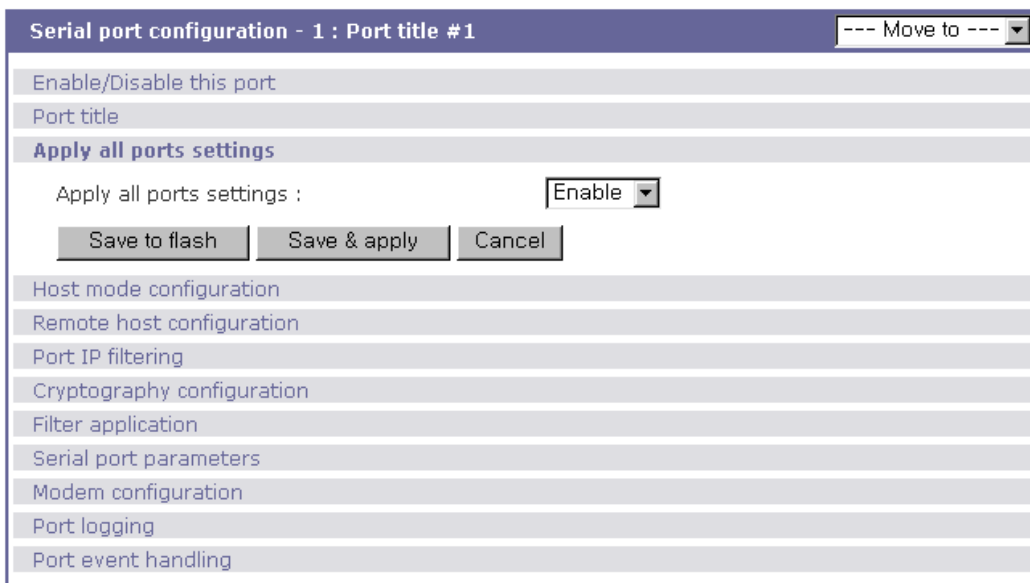 Serial port configuration - 1 : Port title #1 --- Move to ---
Enable/Disable this port
Port title
Apply all ports settings
Apply all ports settings : Enable
Save to flash Save & apply Cancel
Host mode configuration
Remote host configuration
Port IP filtering
Cryptography configuration
Filter application
Serial port parameters
Modem configuration
Port logging
Port event handling